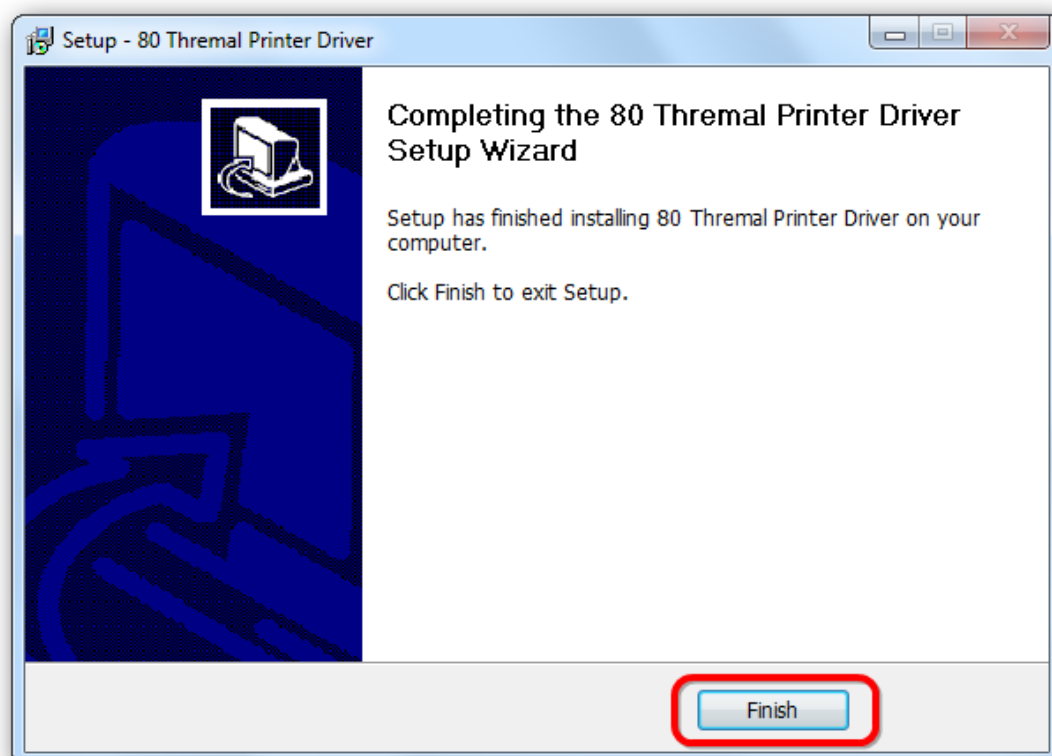 Setup - 80 Thremal Printer Driver
Completing the 80 Thremal Printer Driver
Setup Wizard
Setup has finished installing 80 Thremal Printer Driver on your
computer.
Click Finish to exit Setup.
Finish